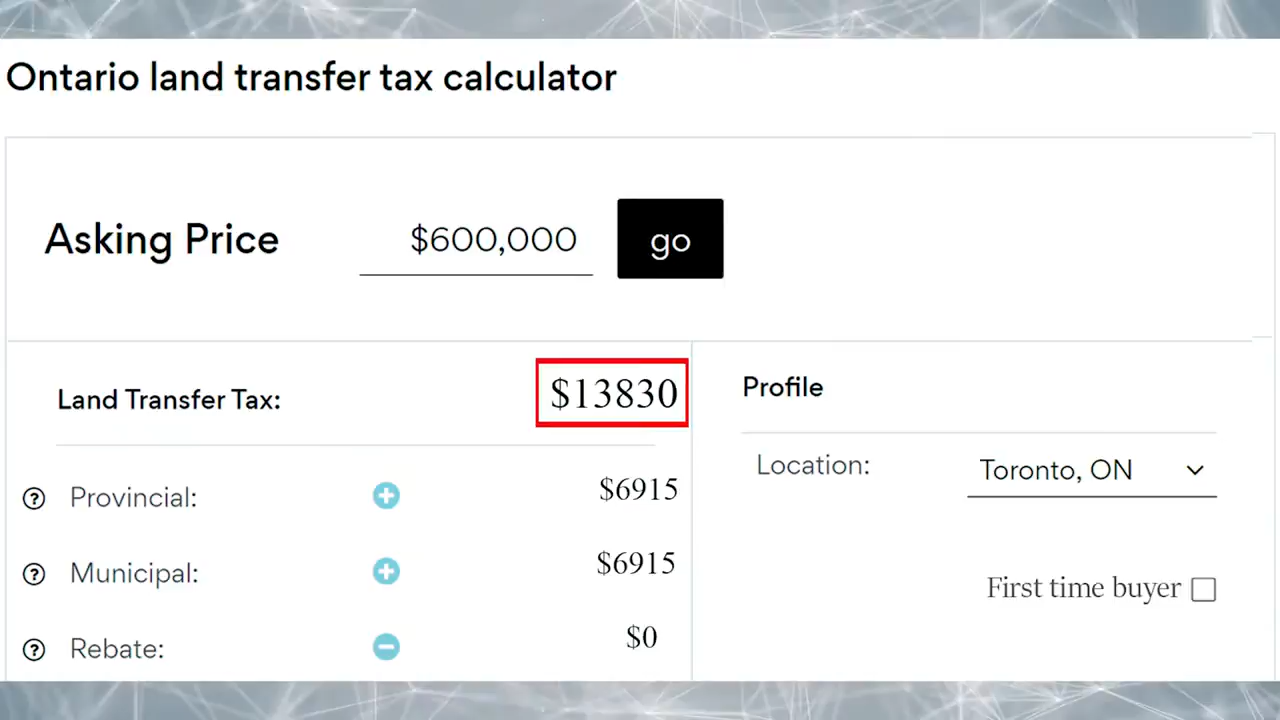 Ontario land transfer tax calculator
Asking Price $600,000 go
Land Transfer Tax: $13830
Profile
Location: Toronto, ON
? Provincial: + $6915
? Municipal: + $6915
First time buyer
? Rebate: − $0